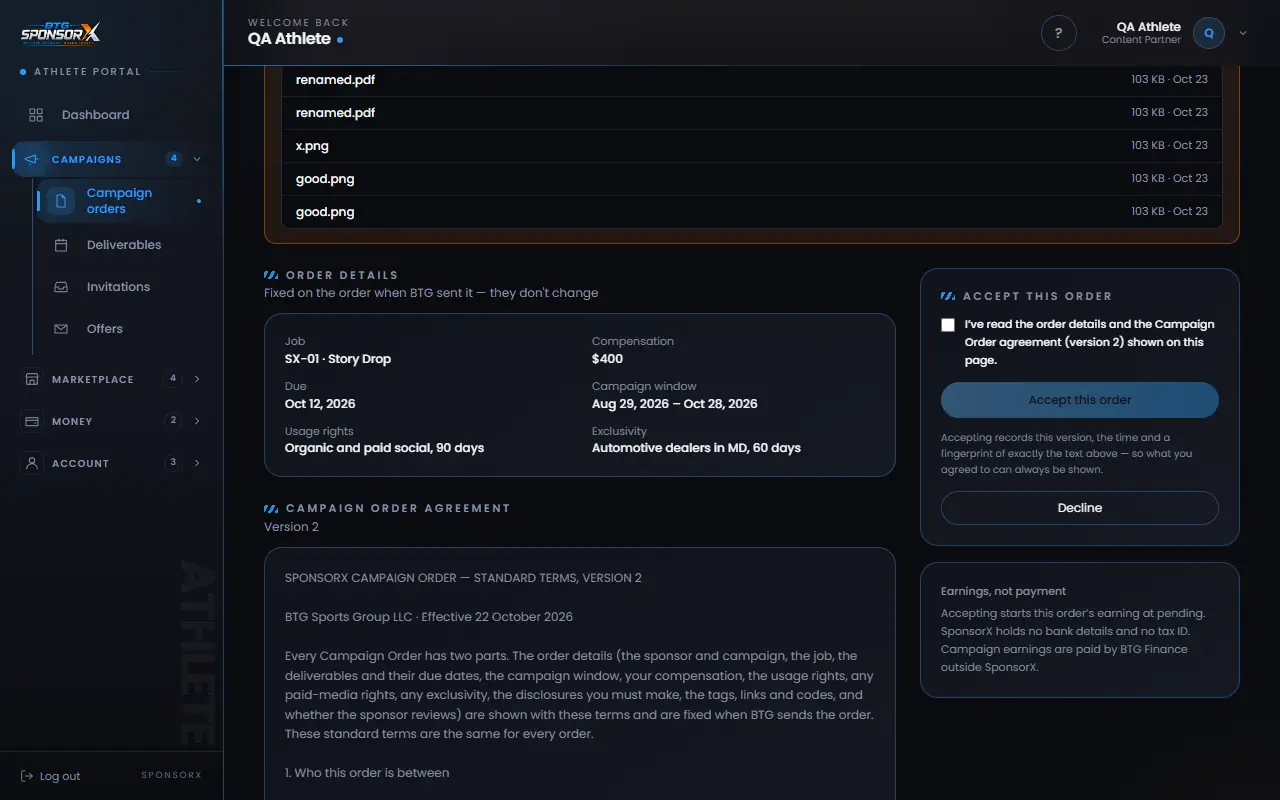 BTG
SPONSORX
ATHLETE PORTAL
Dashboard
CAMPAIGNS 4
Campaign
orders
Deliverables
Invitations
Offers
MARKETPLACE 4
MONEY 2
ACCOUNT 3
ATHLETE
Log out SPONSORX
WELCOME BACK
QA Athlete
?
QA Athlete
Content Partner
Q
renamed.pdf 103 KB · Oct 23
renamed.pdf 103 KB · Oct 23
x.png 103 KB · Oct 23
good.png 103 KB · Oct 23
good.png 103 KB · Oct 23
ORDER DETAILS
Fixed on the order when BTG sent it — they don't change
Job
SX-01 · Story Drop
Compensation
$400
Due
Oct 12, 2026
Campaign window
Aug 29, 2026 – Oct 28, 2026
Usage rights
Organic and paid social, 90 days
Exclusivity
Automotive dealers in MD, 60 days
CAMPAIGN ORDER AGREEMENT
Version 2
SPONSORX CAMPAIGN ORDER — STANDARD TERMS, VERSION 2
BTG Sports Group LLC · Effective 22 October 2026
Every Campaign Order has two parts. The order details (the sponsor and campaign, the job, the
deliverables and their due dates, the campaign window, your compensation, the usage rights, any
paid-media rights, any exclusivity, the disclosures you must make, the tags, links and codes, and
whether the sponsor reviews) are shown with these terms and are fixed when BTG sends the order.
These standard terms are the same for every order.
1. Who this order is between
ACCEPT THIS ORDER
I've read the order details and the Campaign
Order agreement (version 2) shown on this
page.
Accept this order
Accepting records this version, the time and a
fingerprint of exactly the text above — so what you
agreed to can always be shown.
Decline
Earnings, not payment
Accepting starts this order's earning at pending.
SponsorX holds no bank details and no tax ID.
Campaign earnings are paid by BTG Finance
outside SponsorX.